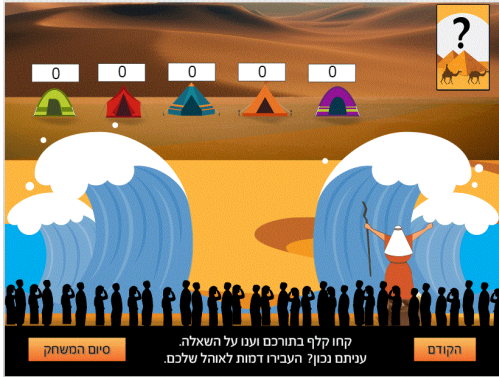 ?
0
0
0
0
0
קחו קלף בתורכם וענו על השאלה.
עניתם נכון? העבירו דמות לאוהל שלכם.
הקודם
סיום המשחק